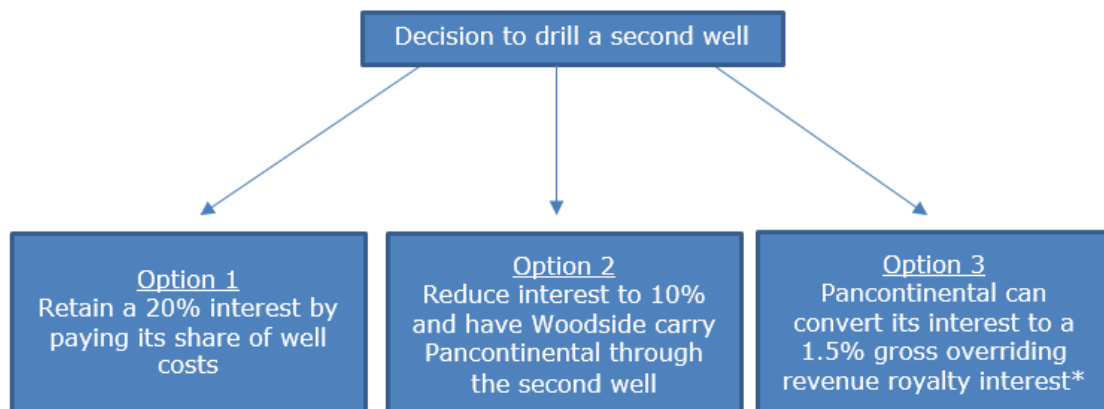 Decision to drill a second well
Option 1
Retain a 20% interest by
paying its share of well
costs
Option 2
Reduce interest to 10%
and have Woodside carry
Pancontinental through
the second well
Option 3
Pancontinental can
convert its interest to a
1.5% gross overriding
revenue royalty interest*